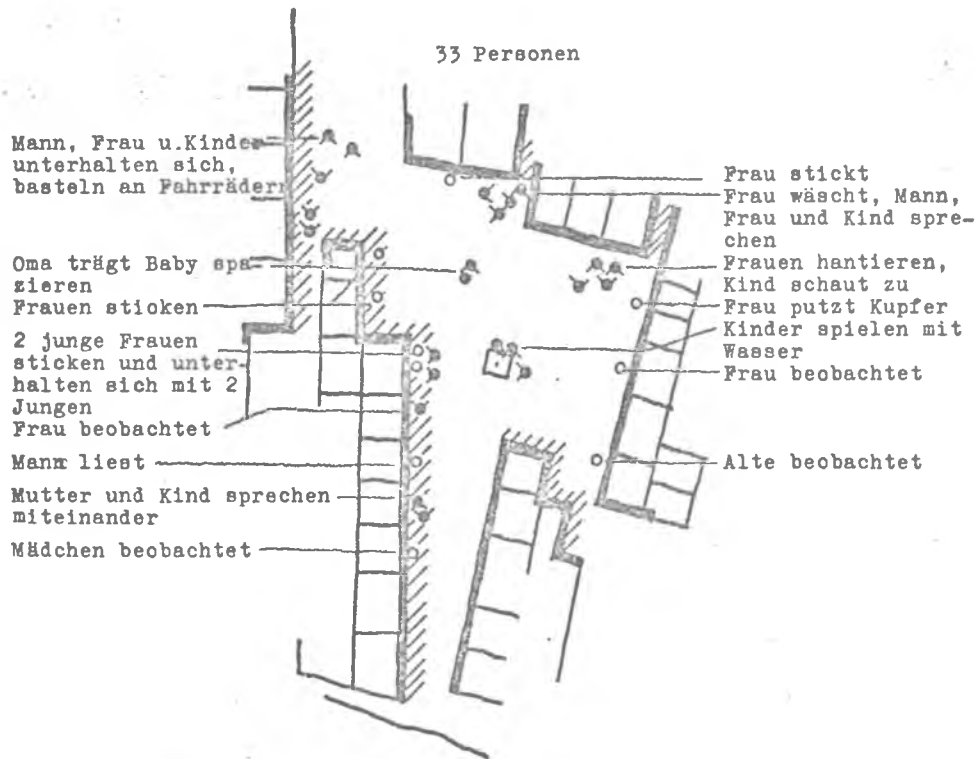 33 Personen
Mann, Frau u.Kinder
unterhalten sich,
basteln an Fahrrädern
Oma trägt Baby spa-
zieren
Frauen sticken
2 junge Frauen
sticken und unter-
halten sich mit 2
Jungen
Frau beobachtet
Mann liest
Mutter und Kind sprechen
miteinander
Mädchen beobachtet
Frau stickt
Frau wäscht, Mann,
Frau und Kind spre-
chen
Frauen hantieren,
Kind schaut zu
Frau putzt Kupfer
Kinder spielen mit
Wasser
Frau beobachtet
Alte beobachtet